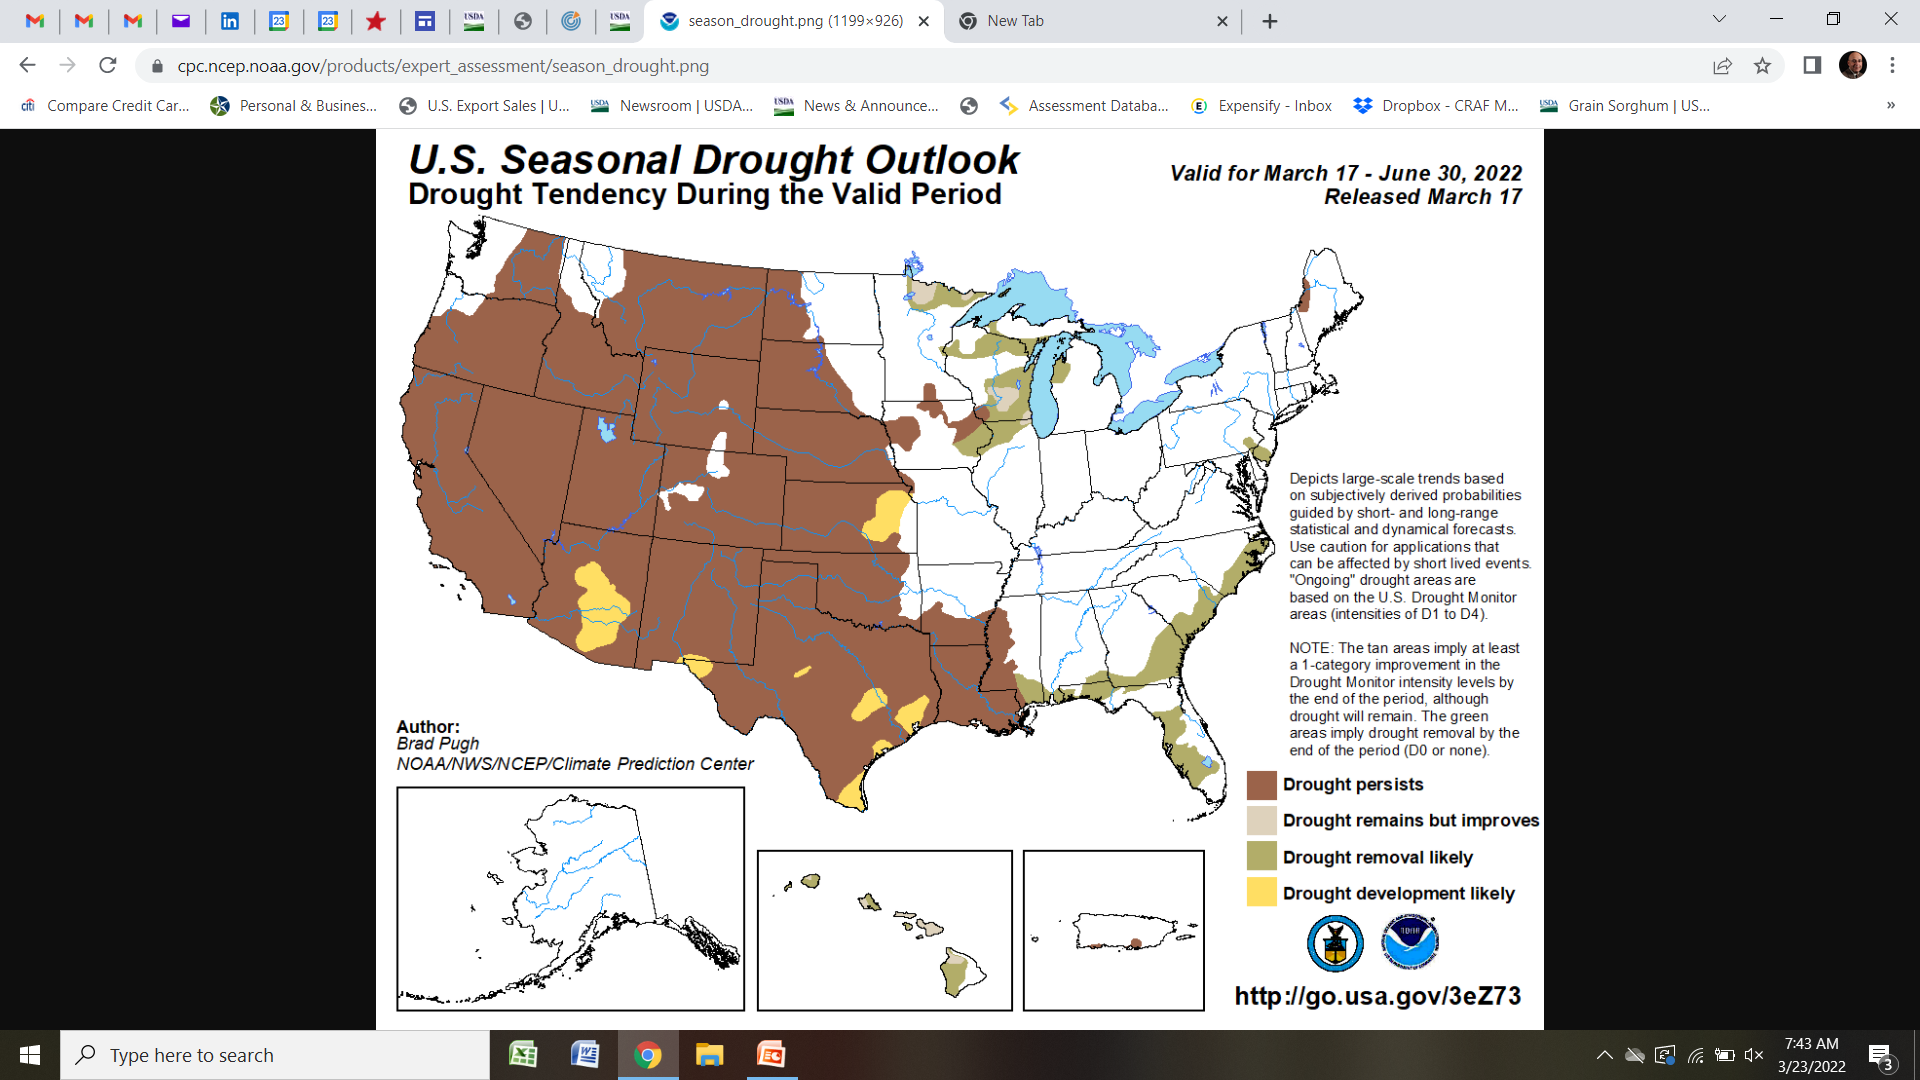 23
23
USDA
USDA
season_drought.png (1199×926)
New Tab
cpc.ncep.noaa.gov/products/expert_assessment/season_drought.png
citi Compare Credit Car...
Personal & Busines...
U.S. Export Sales | U...
USDA Newsroom | USDA...
USDA News & Announce...
Assessment Databa...
E Expensify - Inbox
Dropbox - CRAF M...
USDA Grain Sorghum | US...
»
U.S. Seasonal Drought Outlook
Drought Tendency During the Valid Period
Valid for March 17 - June 30, 2022
Released March 17
Depicts large-scale trends based
on subjectively derived probabilities
guided by short- and long-range
statistical and dynamical forecasts.
Use caution for applications that
can be affected by short lived events.
"Ongoing" drought areas are
based on the U.S. Drought Monitor
areas (intensities of D1 to D4).
NOTE: The tan areas imply at least
a 1-category improvement in the
Drought Monitor intensity levels by
the end of the period, although
drought will remain. The green
areas imply drought removal by the
end of the period (D0 or none).
Author:
Brad Pugh
NOAA/NWS/NCEP/Climate Prediction Center
Drought persists
Drought remains but improves
Drought removal likely
Drought development likely
http://go.usa.gov/3eZ73
Type here to search
7:43 AM
3/23/2022
3